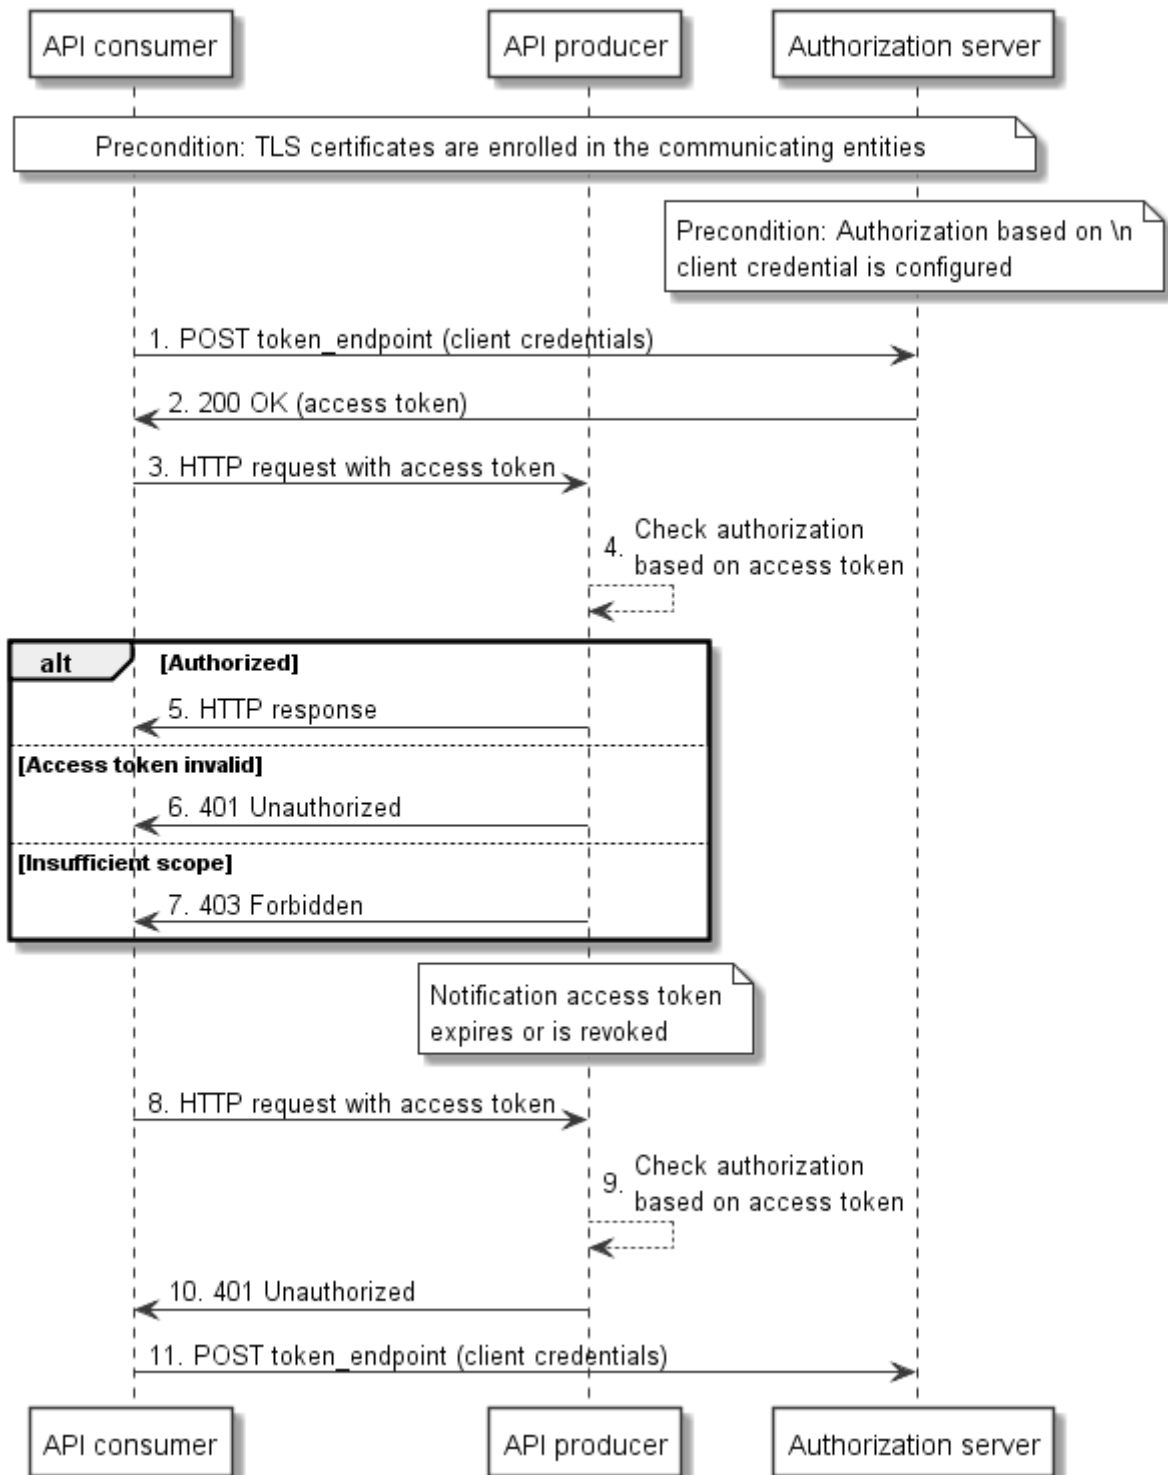 API consumer
API producer
Authorization server
Precondition: TLS certificates are enrolled in the communicating entities
Precondition: Authorization based on \n
client credential is configured
1. POST token_endpoint (client credentials)
2. 200 OK (access token)
3. HTTP request with access token
4. Check authorization
based on access token
alt [Authorized]
5. HTTP response
[Access token invalid]
6. 401 Unauthorized
[Insufficient scope]
7. 403 Forbidden
Notification access token
expires or is revoked
8. HTTP request with access token
9. Check authorization
based on access token
10. 401 Unauthorized
11. POST token_endpoint (client credentials)
API consumer
API producer
Authorization server